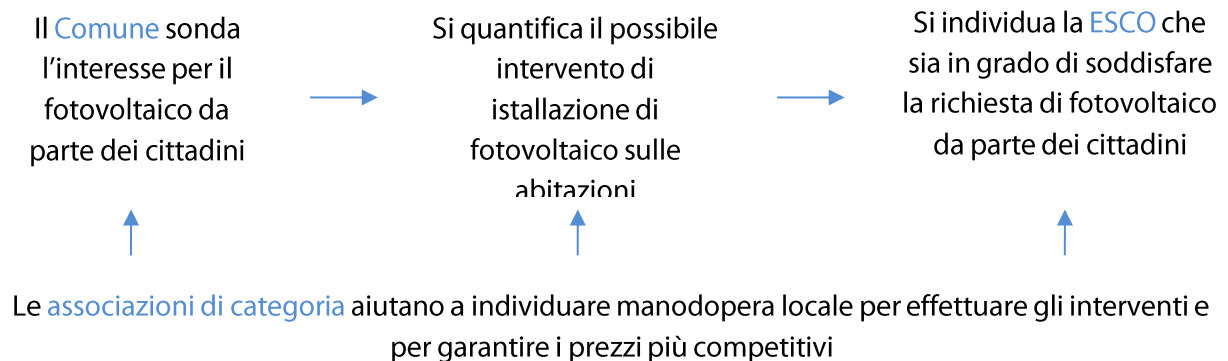 Il Comune sonda
l'interesse per il
fotovoltaico da
parte dei cittadini
Si quantifica il possibile
intervento di
istallazione di
fotovoltaico sulle
abitazioni
Si individua la ESCO che
sia in grado di soddisfare
la richiesta di fotovoltaico
da parte dei cittadini
Le associazioni di categoria aiutano a individuare manodopera locale per effettuare gli interventi e
per garantire i prezzi più competitivi